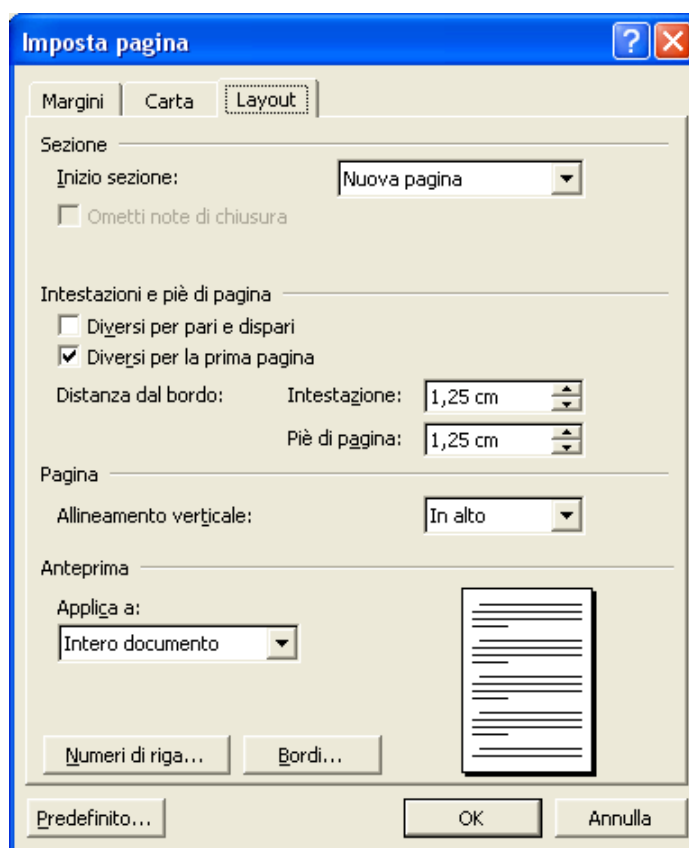 Imposta pagina
Margini Carta Layout
Sezione
Inizio sezione: Nuova pagina
Ometti note di chiusura
Intestazioni e piè di pagina
Diversi per pari e dispari
Diversi per la prima pagina
Distanza dal bordo: Intestazione: 1,25 cm
Piè di pagina: 1,25 cm
Pagina
Allineamento verticale: In alto
Anteprima
Applica a:
Intero documento
Numeri di riga... Bordi...
Predefinito... OK Annulla